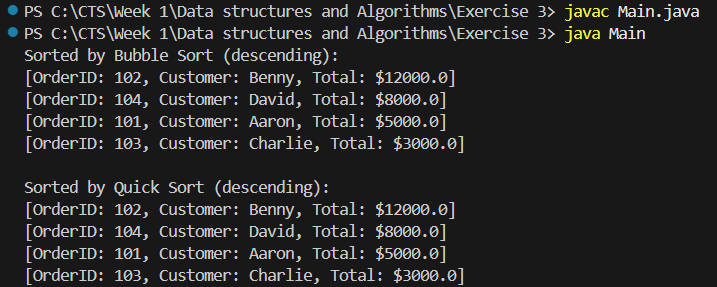 PS C:\CTS\Week 1\Data structures and Algorithms\Exercise 3> javac Main.java
PS C:\CTS\Week 1\Data structures and Algorithms\Exercise 3> java Main
Sorted by Bubble Sort (descending):
[OrderID: 102, Customer: Benny, Total: $12000.0]
[OrderID: 104, Customer: David, Total: $8000.0]
[OrderID: 101, Customer: Aaron, Total: $5000.0]
[OrderID: 103, Customer: Charlie, Total: $3000.0]

Sorted by Quick Sort (descending):
[OrderID: 102, Customer: Benny, Total: $12000.0]
[OrderID: 104, Customer: David, Total: $8000.0]
[OrderID: 101, Customer: Aaron, Total: $5000.0]
[OrderID: 103, Customer: Charlie, Total: $3000.0]